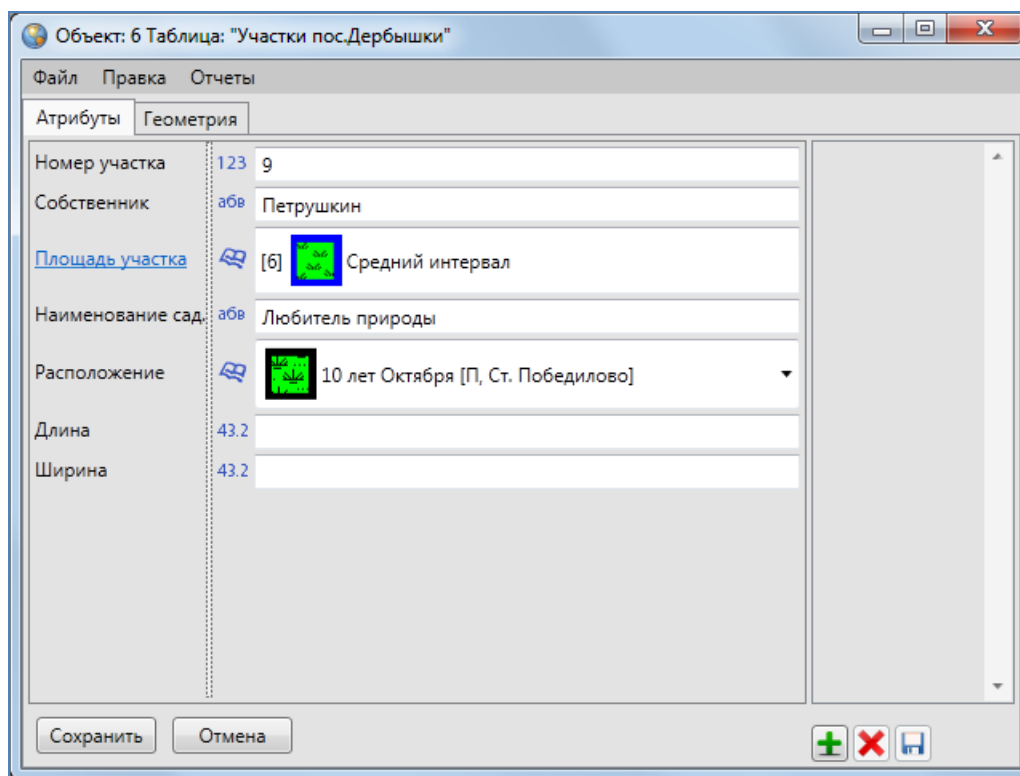 Объект: 6 Таблица: "Участки пос.Дербышки"
Файл Правка Отчеты
Атрибуты Геометрия
Номер участка 123 9
Собственник абв Петрушкин
Площадь участка [6] Средний интервал
Наименование сад. абв Любитель природы
Расположение 10 лет Октября [П, Ст. Победилово]
Длина 43.2
Ширина 43.2
Сохранить Отмена